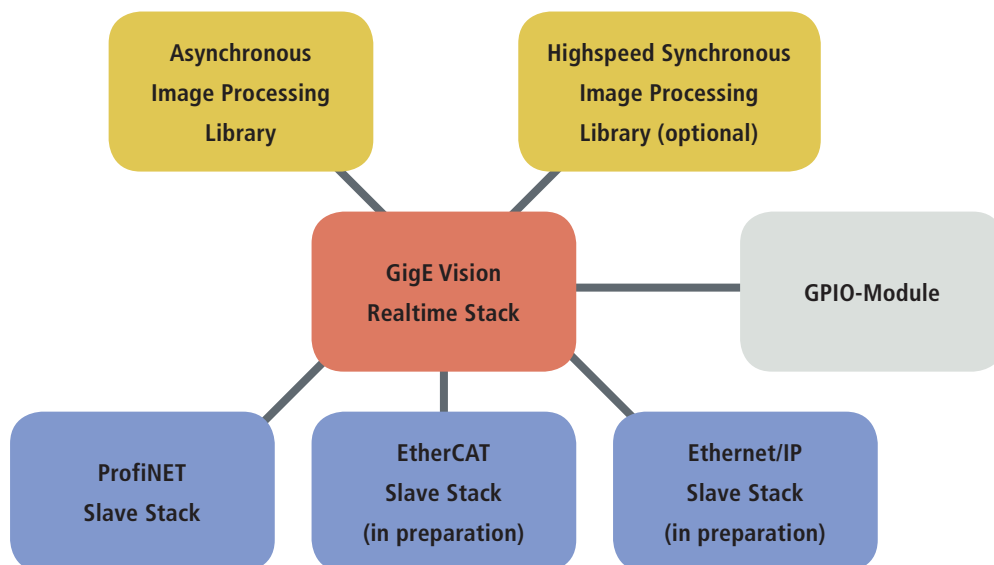 Asynchronous
Image Processing
Library
Highspeed Synchronous
Image Processing
Library (optional)
GigE Vision
Realtime Stack
GPIO-Module
ProfiNET
Slave Stack
EtherCAT
Slave Stack
(in preparation)
Ethernet/IP
Slave Stack
(in preparation)